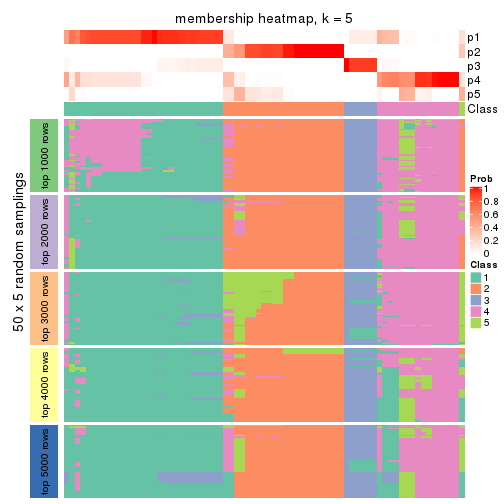 membership heatmap, k = 5
p1
p2
p3
p4
p5
Class
50 x 5 random samplings
top 1000 rows
top 2000 rows
top 3000 rows
top 4000 rows
top 5000 rows
Prob
1
0.8
0.6
0.4
0.2
0
Class
1
2
3
4
5